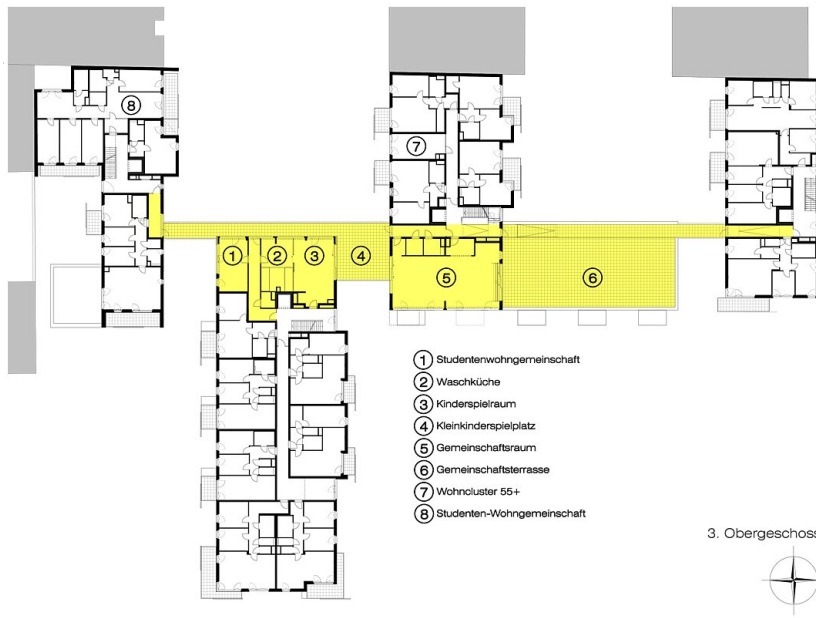 8
7
1
2
3
4
5
6
1 Studentenwohngemeinschaft
2 Waschküche
3 Kinderspielraum
4 Kleinkinderspielplatz
5 Gemeinschaftsraum
6 Gemeinschaftsterrasse
7 Wohncluster 55+
8 Studenten-Wohngemeinschaft
3. Obergeschoss